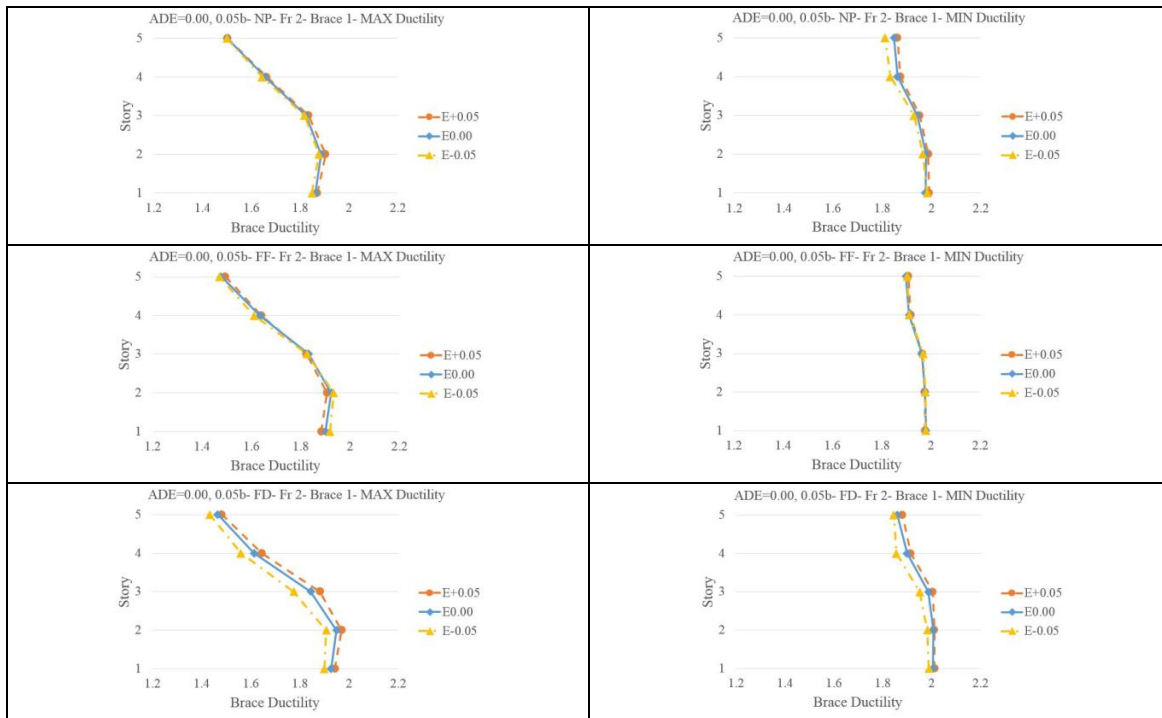 ADE=0.00, 0.05b- NP- Fr 2- Brace 1- MAX Ductility
5
4
3
2
1
Story
1.2 1.4 1.6 1.8 2 2.2
Brace Ductility
E+0.05
E0.00
E-0.05
ADE=0.00, 0.05b- NP- Fr 2- Brace 1- MIN Ductility
5
4
3
2
1
Story
1.2 1.4 1.6 1.8 2 2.2
Brace Ductility
E+0.05
E0.00
E-0.05
ADE=0.00, 0.05b- FF- Fr 2- Brace 1- MAX Ductility
5
4
3
2
1
Story
1.2 1.4 1.6 1.8 2 2.2
Brace Ductility
E+0.05
E0.00
E-0.05
ADE=0.00, 0.05b- FF- Fr 2- Brace 1- MIN Ductility
5
4
3
2
1
Story
1.2 1.4 1.6 1.8 2 2.2
Brace Ductility
E+0.05
E0.00
E-0.05
ADE=0.00, 0.05b- FD- Fr 2- Brace 1- MAX Ductility
5
4
3
2
1
Story
1.2 1.4 1.6 1.8 2 2.2
Brace Ductility
E+0.05
E0.00
E-0.05
ADE=0.00, 0.05b- FD- Fr 2- Brace 1- MIN Ductility
5
4
3
2
1
Story
1.2 1.4 1.6 1.8 2 2.2
Brace Ductility
E+0.05
E0.00
E-0.05